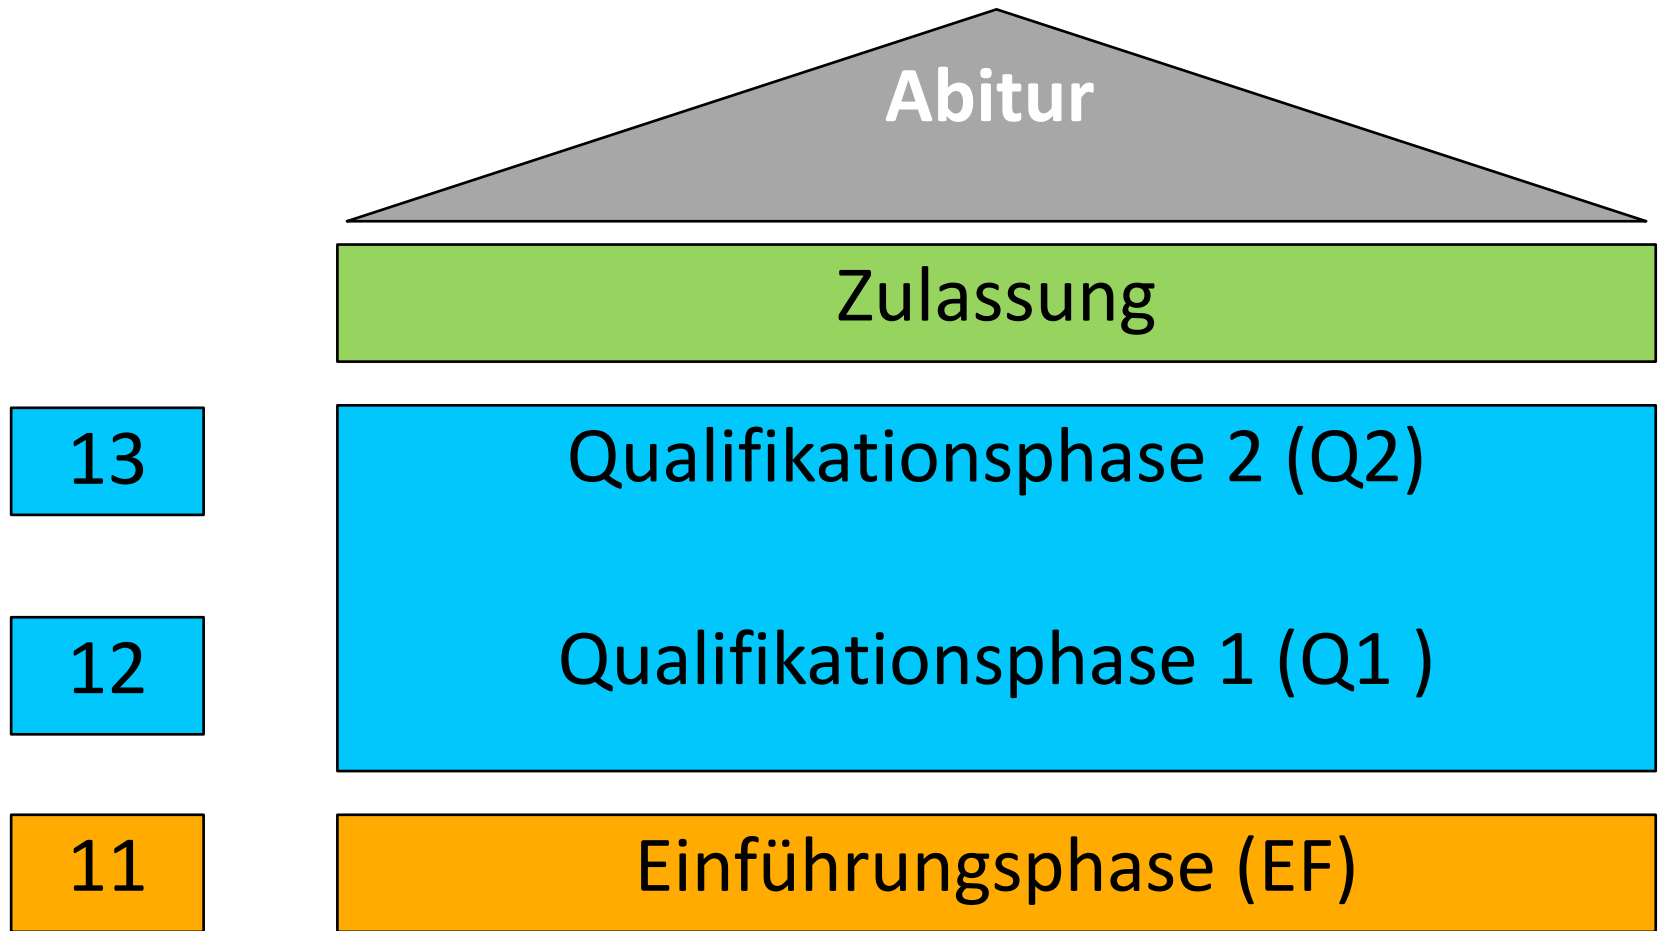 Abitur
Zulassung
13
Qualifikationsphase 2 (Q2)
12
Qualifikationsphase 1 (Q1 )
11
Einführungsphase (EF)